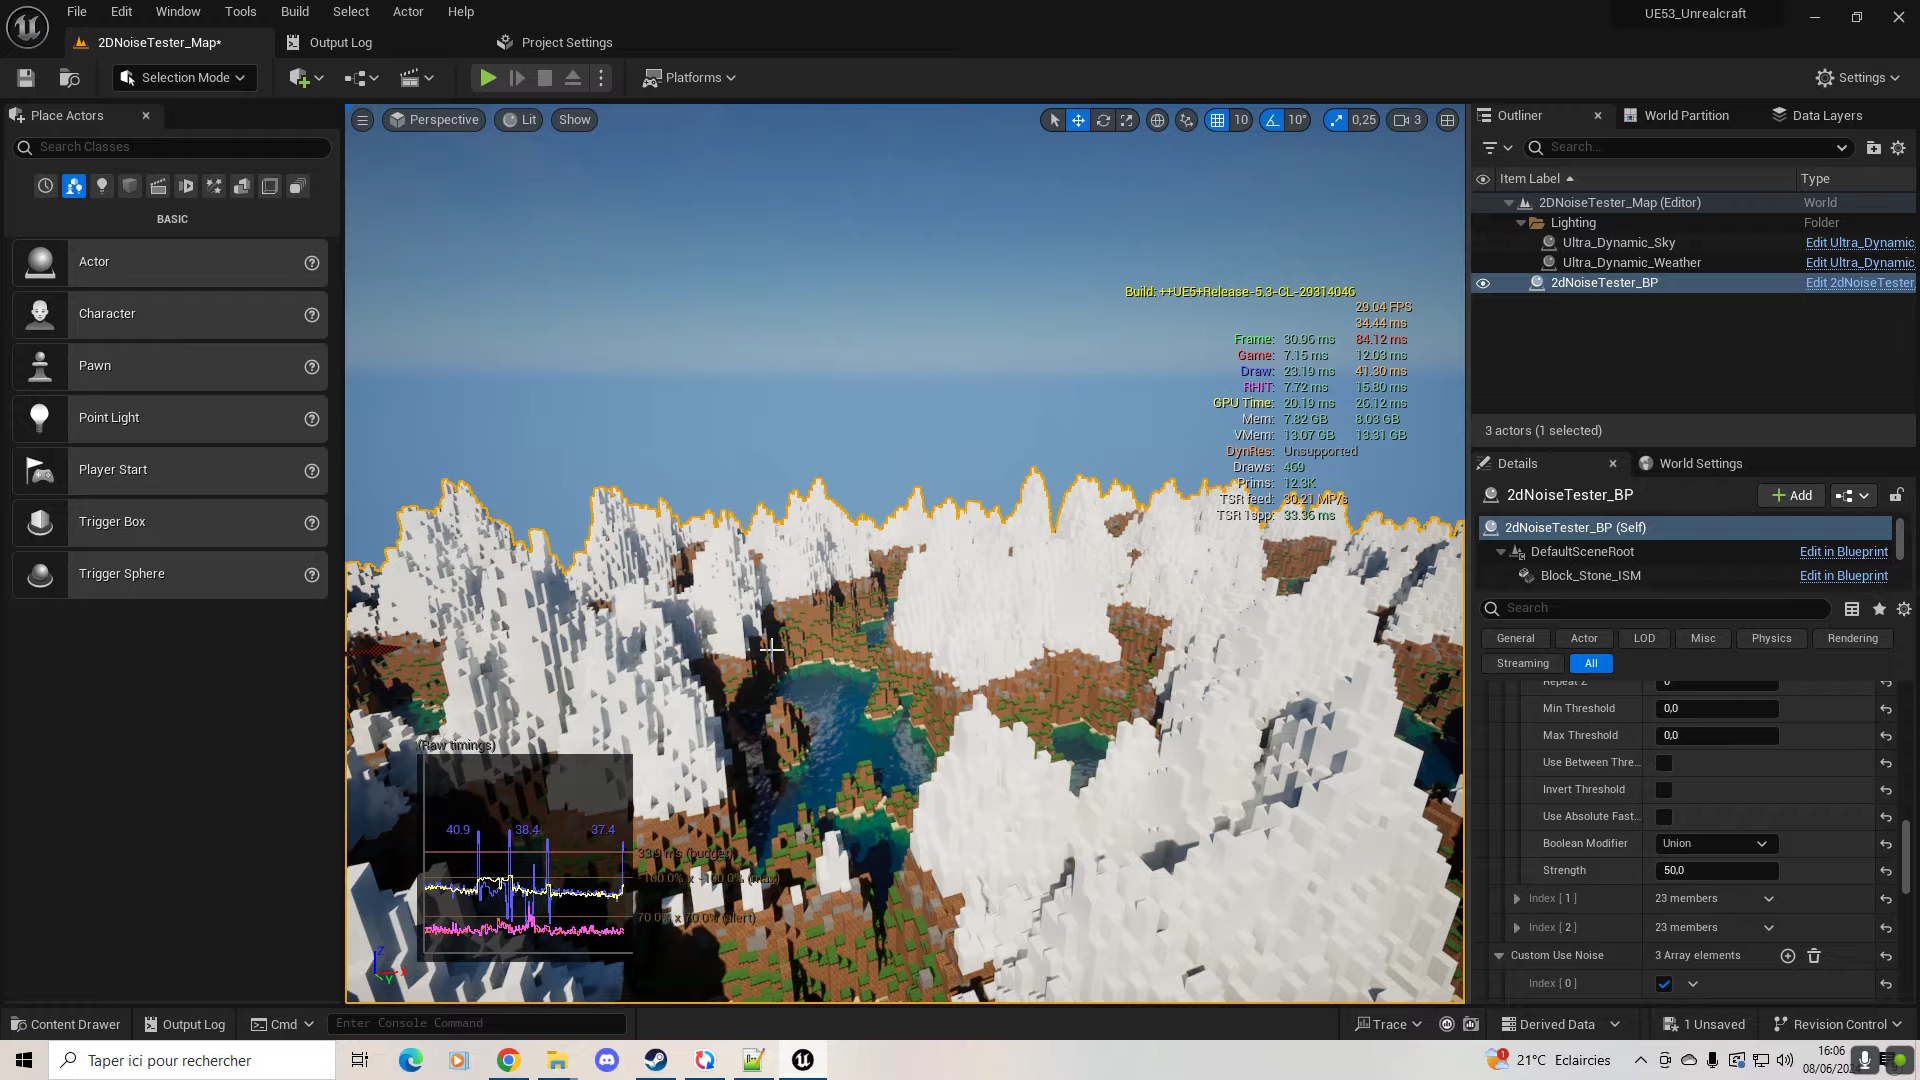 File Edit Window Tools Build Select Actor Help
UE53_Unrealcraft
2DNoiseTester_Map*
Output Log
Project Settings
Selection Mode
Platforms
Settings
Place Actors
Search Classes
BASIC
Actor
Character
Pawn
Point Light
Player Start
Trigger Box
Trigger Sphere
Perspective
Lit
Show
10
10°
0,25
3
Build: ++UE5+Release-5.3-CL-29314046
29.04 FPS
34.44 ms
Frame: 30.96 ms 84.12 ms
Game: 7.15 ms 12.03 ms
Draw: 23.19 ms 41.30 ms
RHIT: 7.72 ms 15.80 ms
GPU Time: 20.19 ms 26.12 ms
Mem: 7.82 GB 8.03 GB
VMem: 13.07 GB 13.31 GB
DynRes: Unsupported
Draws: 469
Prims: 12.3K
TSR feed: 30.21 MP/s
TSR 1spp: 33.36 ms
(Raw timings)
40.9 38.4 37.4
70.0% x 70.0% (alert)
Z
X
Y
Outliner
World Partition
Data Layers
Search...
Item Label
Type
2DNoiseTester_Map (Editor) World
Lighting Folder
Ultra_Dynamic_Sky Edit Ultra_Dynamic
Ultra_Dynamic_Weather Edit Ultra_Dynamic
2dNoiseTester_BP Edit 2dNoiseTester
3 actors (1 selected)
Details
World Settings
2dNoiseTester_BP
Add
2dNoiseTester_BP (Self)
DefaultSceneRoot Edit in Blueprint
Block_Stone_ISM Edit in Blueprint
Search
General Actor LOD Misc Physics Rendering
Streaming All
Repeat Z 0
Min Threshold 0,0
Max Threshold 0,0
Use Between Thre...
Invert Threshold
Use Absolute Fast...
Boolean Modifier Union
Strength 50,0
Index [ 1 ] 23 members
Index [ 2 ] 23 members
Custom Use Noise 3 Array elements
Index [ 0 ]
Content Drawer
Output Log
Cmd
Enter Console Command
Trace
Derived Data
1 Unsaved
Revision Control
Taper ici pour rechercher
1
21°C Eclaircies
16:06